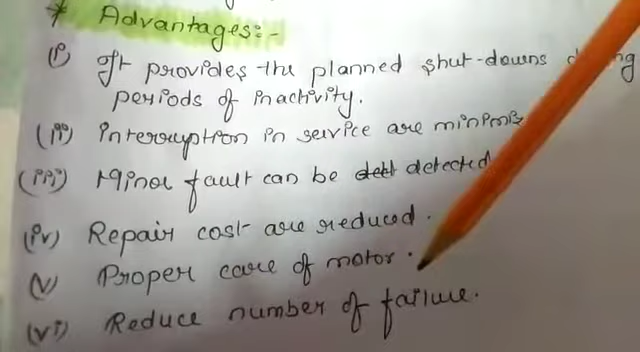 * Advantages:-
(i) It provides the planned shut-downs
periods of inactivity.
(ii) Interruption in service are
(iii) Minor fault can be detected
(iv) Repair cost are reduced.
(v) Proper care of motor.
(vi) Reduce number of failure.